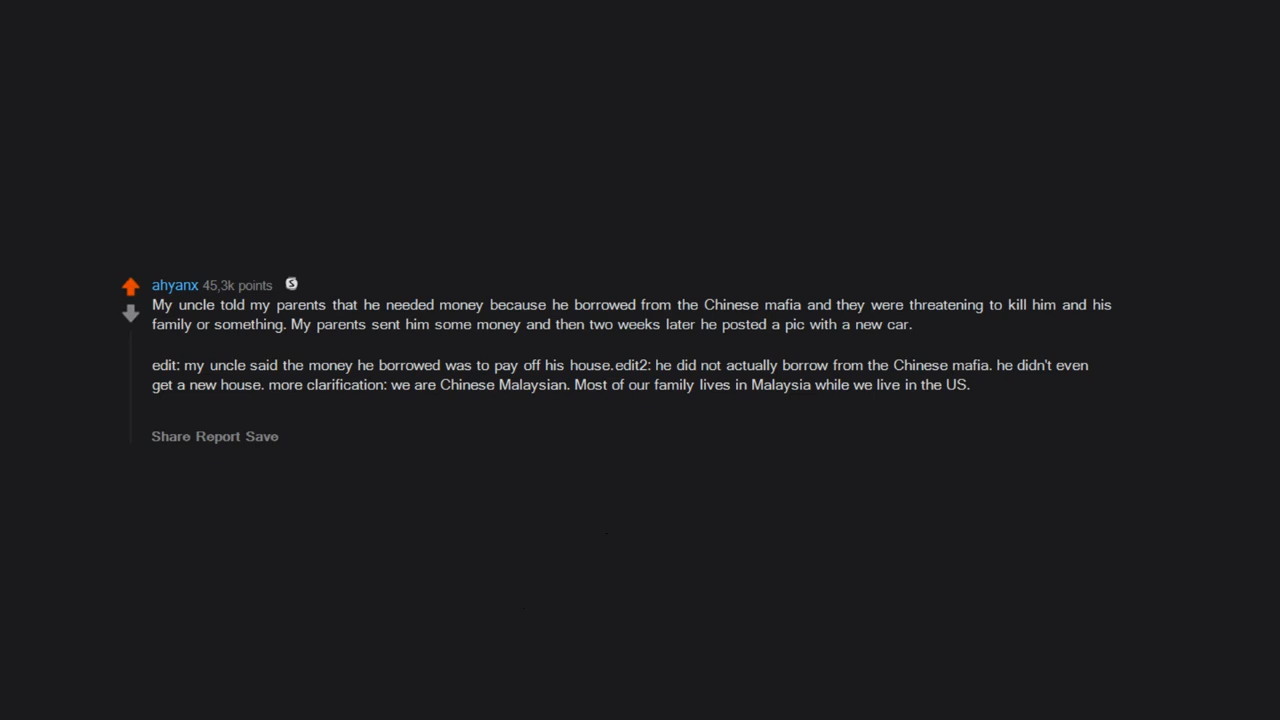 ahyanx 45,3k points S
My uncle told my parents that he needed money because he borrowed from the Chinese mafia and they were threatening to kill him and his
family or something. My parents sent him some money and then two weeks later he posted a pic with a new car.
edit: my uncle said the money he borrowed was to pay off his house.edit2: he did not actually borrow from the Chinese mafia. he didn't even
get a new house. more clarification: we are Chinese Malaysian. Most of our family lives in Malaysia while we live in the US.
Share Report Save